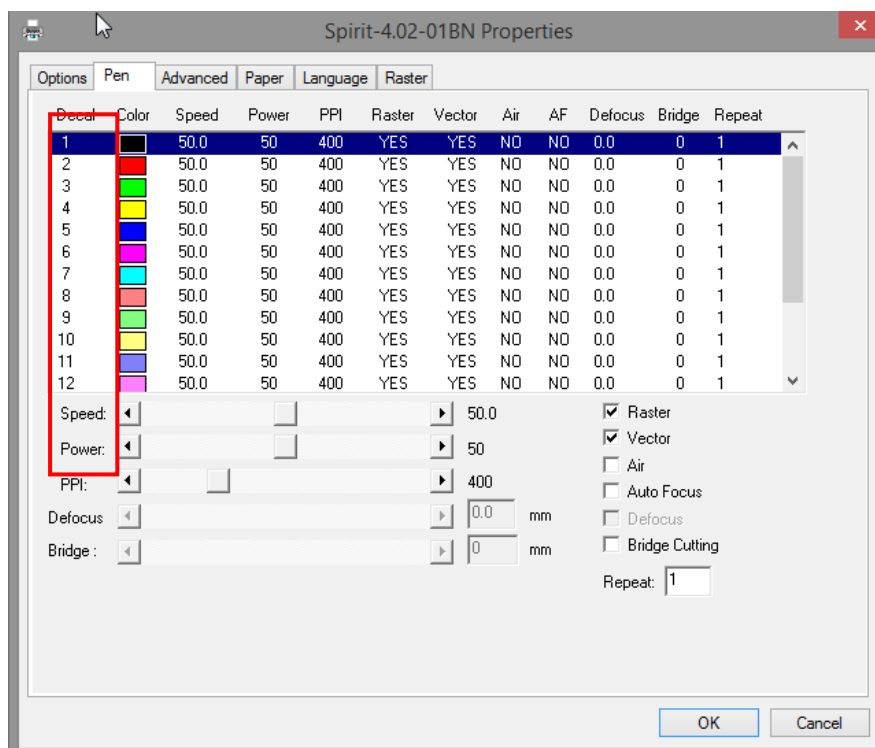 Spirit-4.02-01BN Properties
Options Pen Advanced Paper Language Raster
Decal Color Speed Power PPI Raster Vector Air AF Defocus Bridge Repeat
1 50.0 50 400 YES YES NO NO 0.0 0 1
2 50.0 50 400 YES YES NO NO 0.0 0 1
3 50.0 50 400 YES YES NO NO 0.0 0 1
4 50.0 50 400 YES YES NO NO 0.0 0 1
5 50.0 50 400 YES YES NO NO 0.0 0 1
6 50.0 50 400 YES YES NO NO 0.0 0 1
7 50.0 50 400 YES YES NO NO 0.0 0 1
8 50.0 50 400 YES YES NO NO 0.0 0 1
9 50.0 50 400 YES YES NO NO 0.0 0 1
10 50.0 50 400 YES YES NO NO 0.0 0 1
11 50.0 50 400 YES YES NO NO 0.0 0 1
12 50.0 50 400 YES YES NO NO 0.0 0 1
Speed: 50.0
Power: 50
PPI: 400
Defocus 0.0 mm
Bridge : 0 mm
Raster
Vector
Air
Auto Focus
Defocus
Bridge Cutting
Repeat: 1
OK Cancel